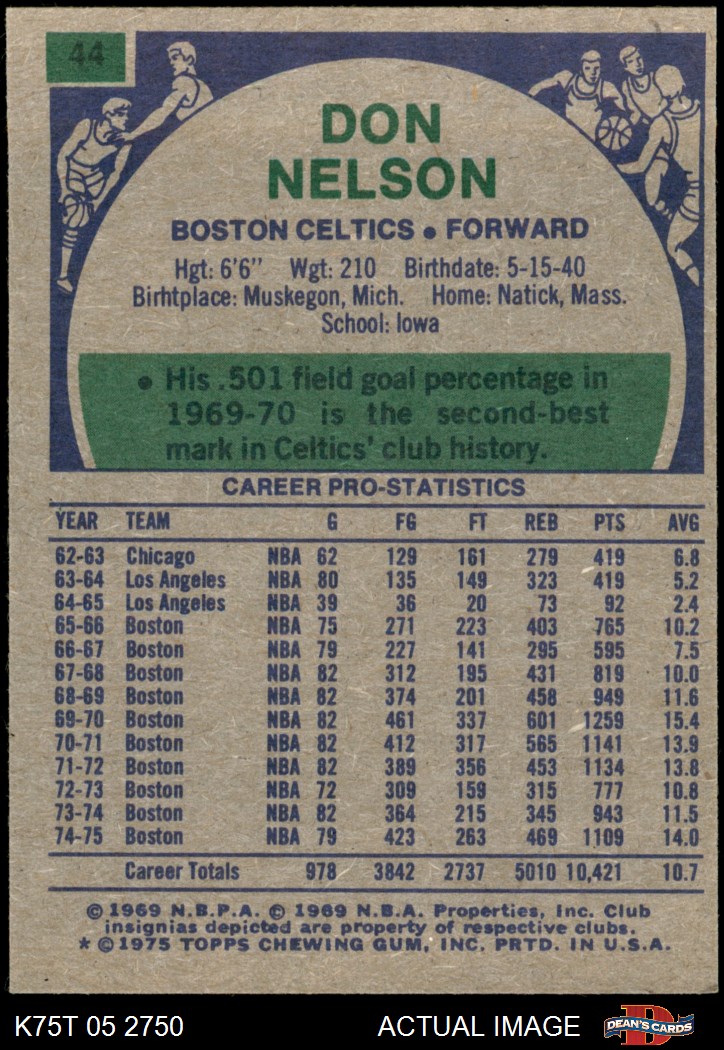 44
DON
NELSON
BOSTON CELTICS • FORWARD
Hgt: 6'6" Wgt: 210 Birthdate: 5-15-40
Birhtplace: Muskegon, Mich. Home: Natick, Mass.
School: Iowa
• His .501 field goal percentage in
1969-70 is the second-best
mark in Celtics' club history.
CAREER PRO-STATISTICS
YEAR TEAM G FG FT REB PTS AVG
62-63 Chicago NBA 62 129 161 279 419 6.8
63-64 Los Angeles NBA 80 135 149 323 419 5.2
64-65 Los Angeles NBA 39 36 20 73 92 2.4
65-66 Boston NBA 75 271 223 403 765 10.2
66-67 Boston NBA 79 227 141 295 595 7.5
67-68 Boston NBA 82 312 195 431 819 10.0
68-69 Boston NBA 82 374 201 458 949 11.6
69-70 Boston NBA 82 461 337 601 1259 15.4
70-71 Boston NBA 82 412 317 565 1141 13.9
71-72 Boston NBA 82 389 356 453 1134 13.8
72-73 Boston NBA 72 309 159 315 777 10.8
73-74 Boston NBA 82 364 215 345 943 11.5
74-75 Boston NBA 79 423 263 469 1109 14.0
Career Totals 978 3842 2737 5010 10,421 10.7
© 1969 N.B.P.A. © 1969 N.B.A. Properties, Inc. Club
insignias depicted are property of respective clubs.
* © 1975 TOPPS CHEWING GUM, INC. PRTD. IN U.S.A.
K75T 05 2750 ACTUAL IMAGE D DEAN'S CARDS